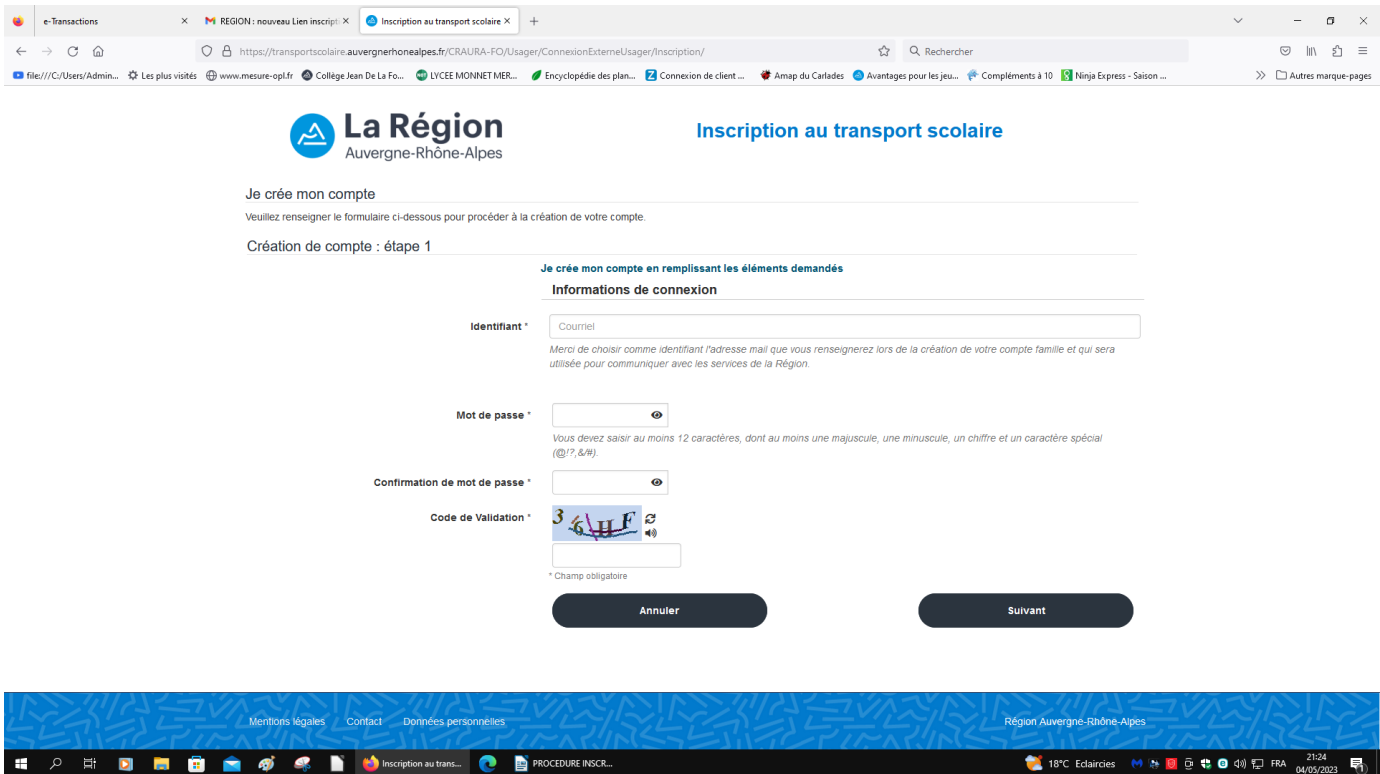 e-Transactions
REGION : nouveau Lien inscripti
Inscription au transport scolaire
https://transportscolaire.auvergnerhonealpes.fr/CRAURA-FO/Usager/ConnexionExterneUsager/Inscription/
Rechercher
file:///C:/Users/Admin...
Les plus visités
www.mesure-opl.fr
Collège Jean De La Fo...
LYCEE MONNET MER...
Encyclopédie des plan...
Connexion de client ...
Amap du Carlades
Avantages pour les jeu...
Compléments à 10
Ninja Express - Saison ...
Autres marque-pages
La Région
Auvergne-Rhône-Alpes
Inscription au transport scolaire
Je crée mon compte
Veuillez renseigner le formulaire ci-dessous pour procéder à la création de votre compte.
Création de compte : étape 1
Je crée mon compte en remplissant les éléments demandés
Informations de connexion
Identifiant *
Courriel
Merci de choisir comme identifiant l'adresse mail que vous renseignerez lors de la création de votre compte famille et qui sera
utilisée pour communiquer avec les services de la Région.
Mot de passe *
Vous devez saisir au moins 12 caractères, dont au moins une majuscule, une minuscule, un chiffre et un caractère spécial
(@!?,&/#).
Confirmation de mot de passe *
Code de Validation *
36HF
* Champ obligatoire
Annuler
Suivant
Mentions légales
Contact
Données personnelles
Région Auvergne-Rhône-Alpes
Inscription au trans...
PROCEDURE INSCR...
18°C Eclaircies
FRA
21:24
04/05/2023